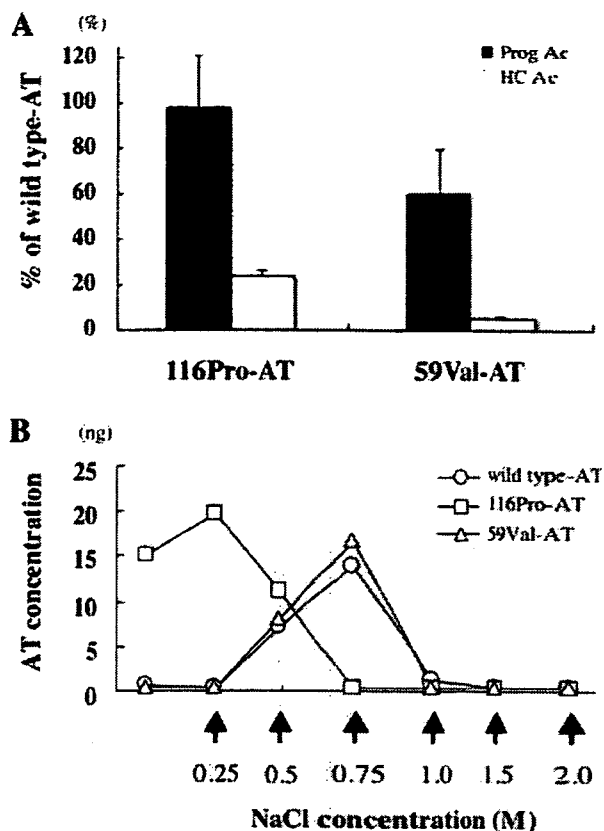 A (%)
120
100
80
60
40
20
0
% of wild type-AT
Prog Ac
HC Ac
116Pro-AT 59Val-AT
B (ng)
25
20
15
10
5
0
AT concentration
wild type-AT
116Pro-AT
59Val-AT
0.25 0.5 0.75 1.0 1.5 2.0
NaCl concentration (M)